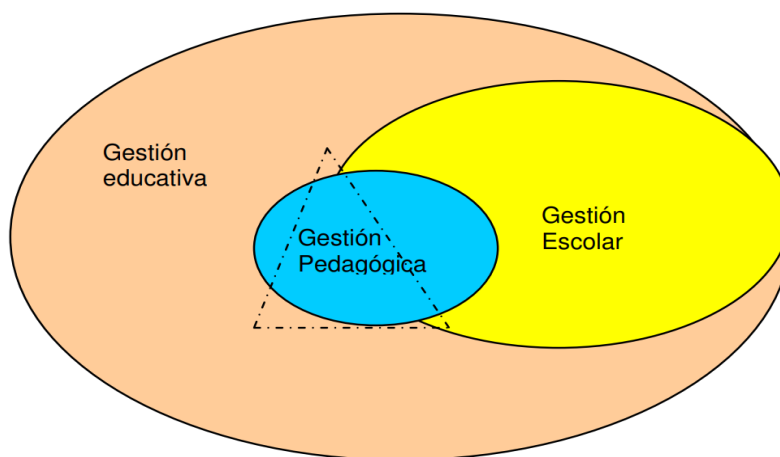 Gestión
educativa
Gestión
Pedagógica
Gestión
Escolar